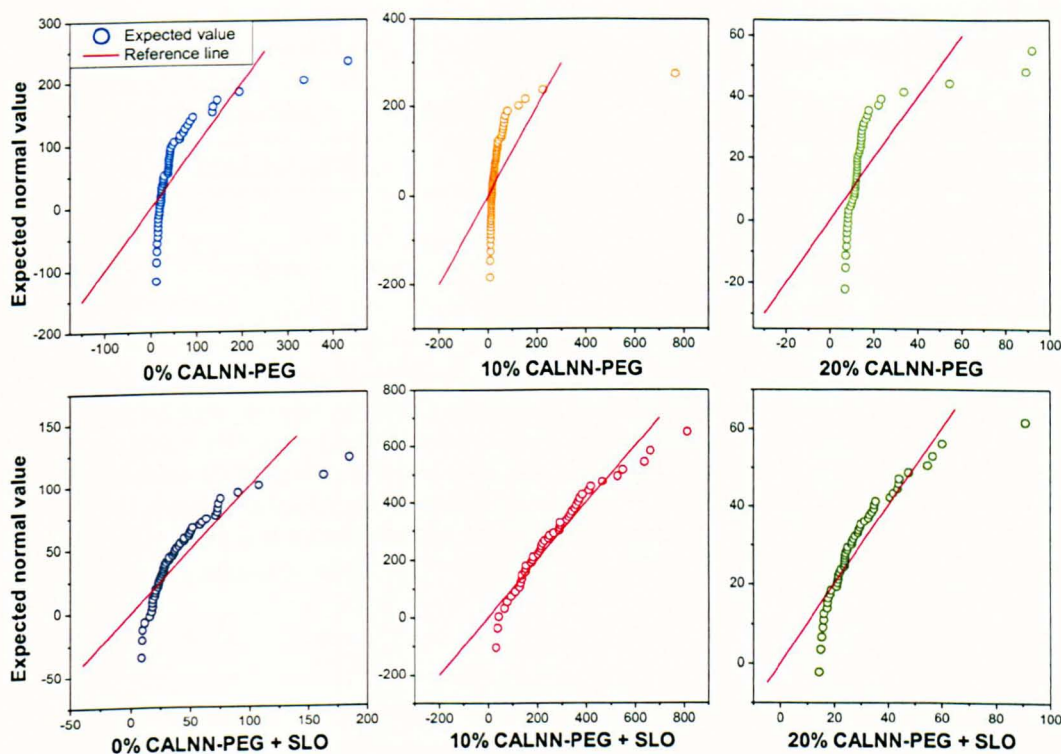 Expected value
Reference line
Expected normal value
300
200
100
0
-100
-200
-100 0 100 200 300 400
0% CALNN-PEG
400
200
0
-200
-200 0 200 400 600 800
10% CALNN-PEG
60
40
20
0
-20
-20 0 20 40 60 80 100
20% CALNN-PEG
Expected normal value
150
100
50
0
-50
-50 0 50 100 150 200
0% CALNN-PEG + SLO
800
600
400
200
0
-200
-200 0 200 400 600 800
10% CALNN-PEG + SLO
60
40
20
0
0 20 40 60 80 100
20% CALNN-PEG + SLO